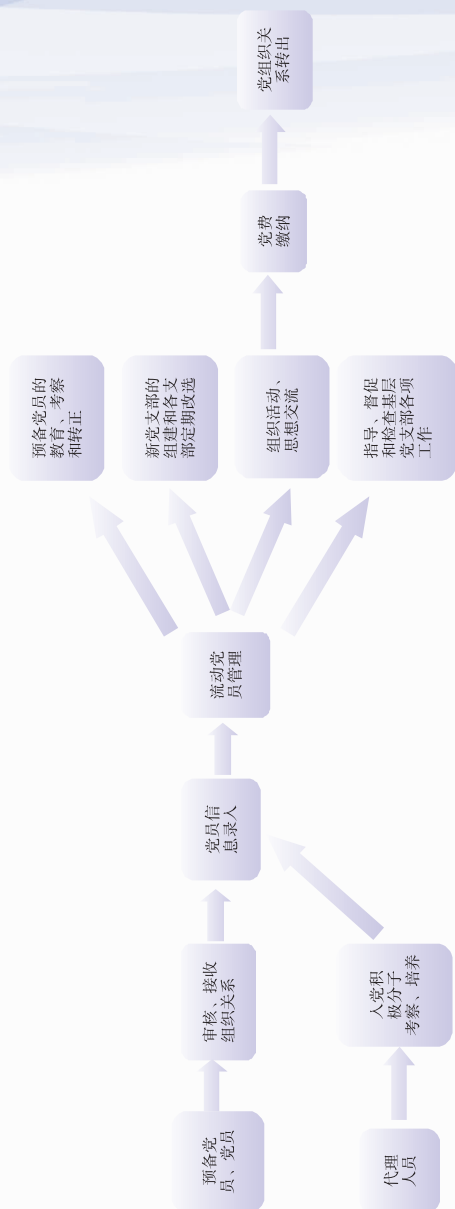 预备党
员、党员
审核、接收
组织关系
代理
人员
入党积
极分子
考察、培养
党员信
息录入
流动党
员管理
预备党员的
教育、考察
和转正
新党支部的
组建和各支
部定期改选
组织活动、
思想交流
指导、督促
和检查基层
党支部各项
工作
党费
缴纳
党组织关
系转出